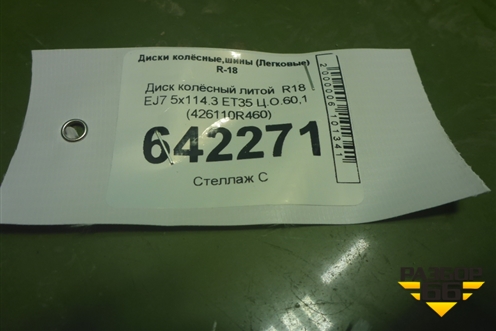 Диски колёсные,шины (Легковые)
R-18
Диск колёсный литой R18
EJ7 5x114.3 ET35 Ц.О.60,1
(426110R460)
642271
Стеллаж С
2000006101341
РАЗБОР
66